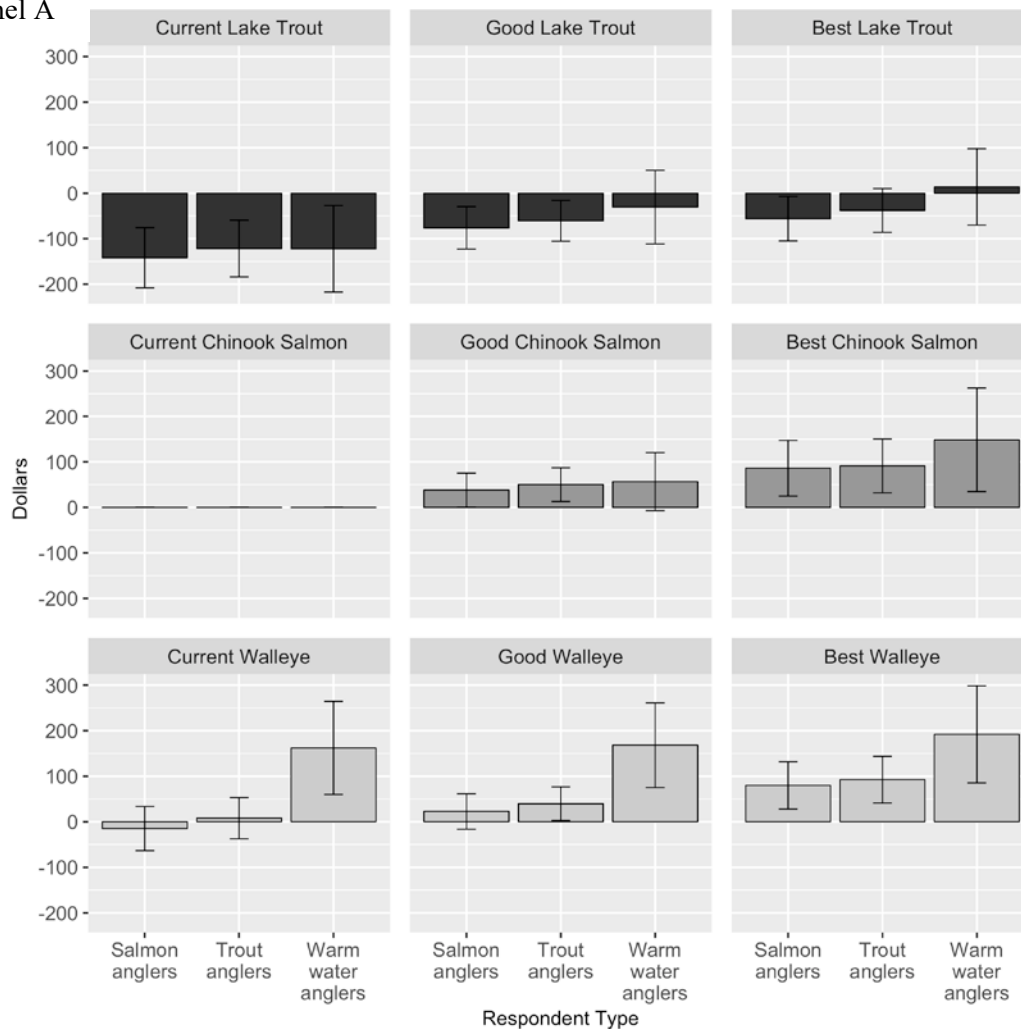 nel A
Current Lake Trout
Good Lake Trout
Best Lake Trout
300
200
100
0
-100
-200
Current Chinook Salmon
Good Chinook Salmon
Best Chinook Salmon
300
200
100
0
-100
-200
Dollars
Current Walleye
Good Walleye
Best Walleye
300
200
100
0
-100
-200
Salmon
anglers
Trout
anglers
Warm
water
anglers
Salmon
anglers
Trout
anglers
Warm
water
anglers
Salmon
anglers
Trout
anglers
Warm
water
anglers
Respondent Type